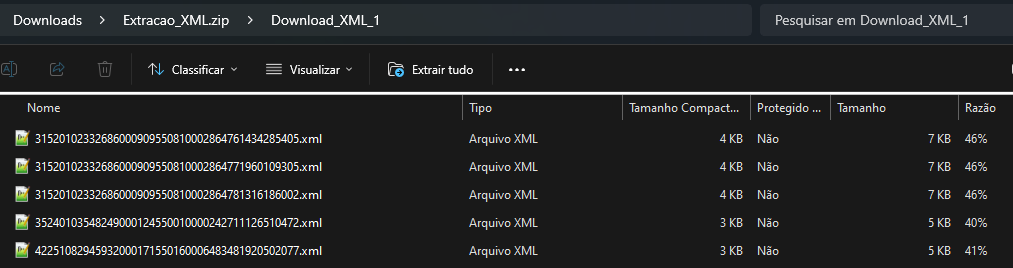 Downloads > Extracao_XML.zip > Download_XML_1 Pesquisar em Download_XML_1
Classificar Visualizar Extrair tudo ...
Nome Tipo Tamanho Compact... Protegido ... Tamanho Razão
31520102332686000909550810002864761434285405.xml Arquivo XML 4 KB Não 7 KB 46%
31520102332686000909550810002864771960109305.xml Arquivo XML 4 KB Não 7 KB 46%
31520102332686000909550810002864781316186002.xml Arquivo XML 4 KB Não 7 KB 46%
35240103548249000124550010000242711126510472.xml Arquivo XML 3 KB Não 5 KB 40%
42251082945932000171550160006483481920502077.xml Arquivo XML 3 KB Não 5 KB 41%